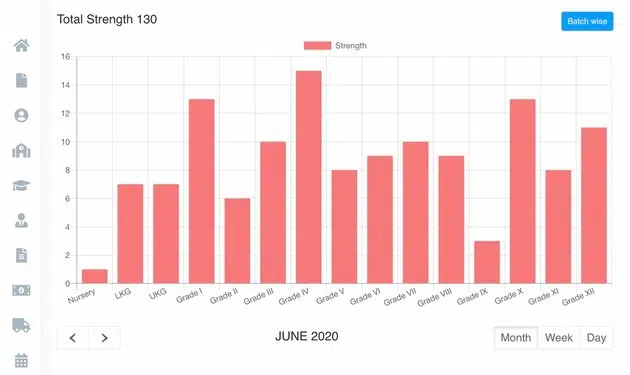 Total Strength 130
Batch wise
Strength
16
14
12
10
8
6
4
2
0
Nursery
LKG
UKG
Grade I
Grade II
Grade III
Grade IV
Grade V
Grade VI
Grade VII
Grade VIII
Grade IX
Grade X
Grade XI
Grade XII
JUNE 2020
Month Week Day